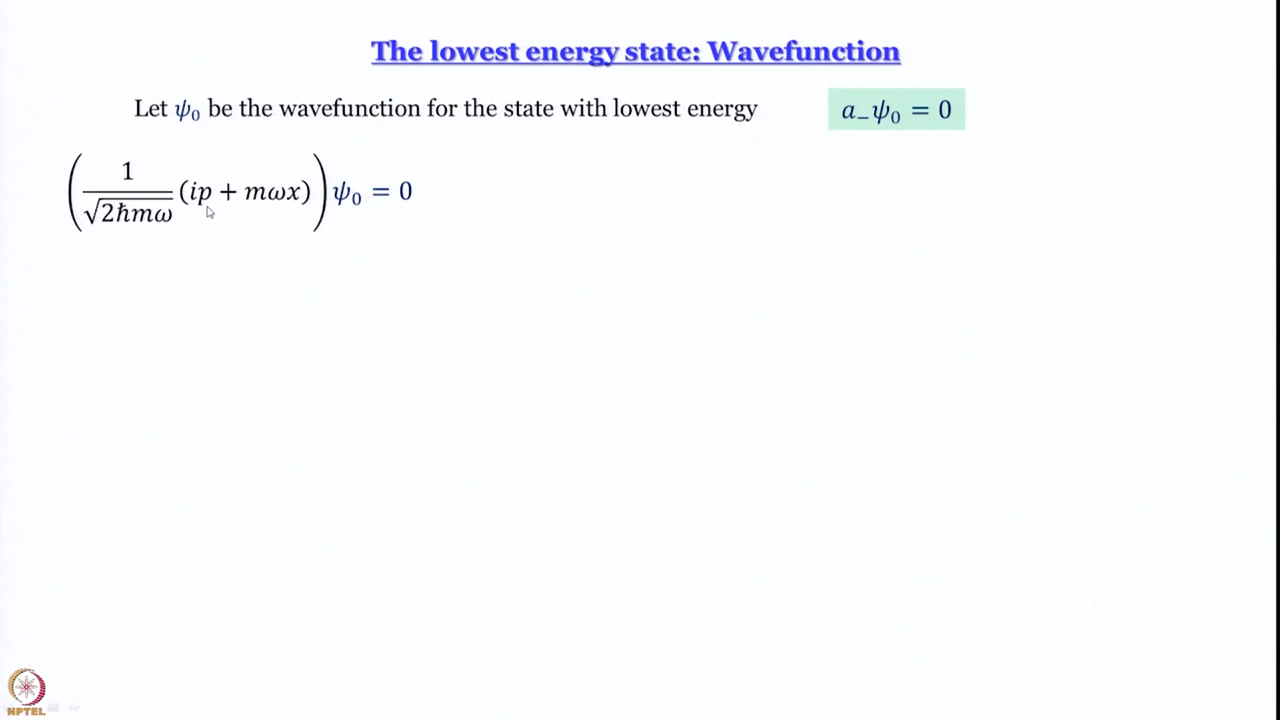 The lowest energy state: Wavefunction
Let ψ₀ be the wavefunction for the state with lowest energy a₋ψ₀ = 0
(1/√(2ℏmω) (ip + mωx)) ψ₀ = 0
NPTEL